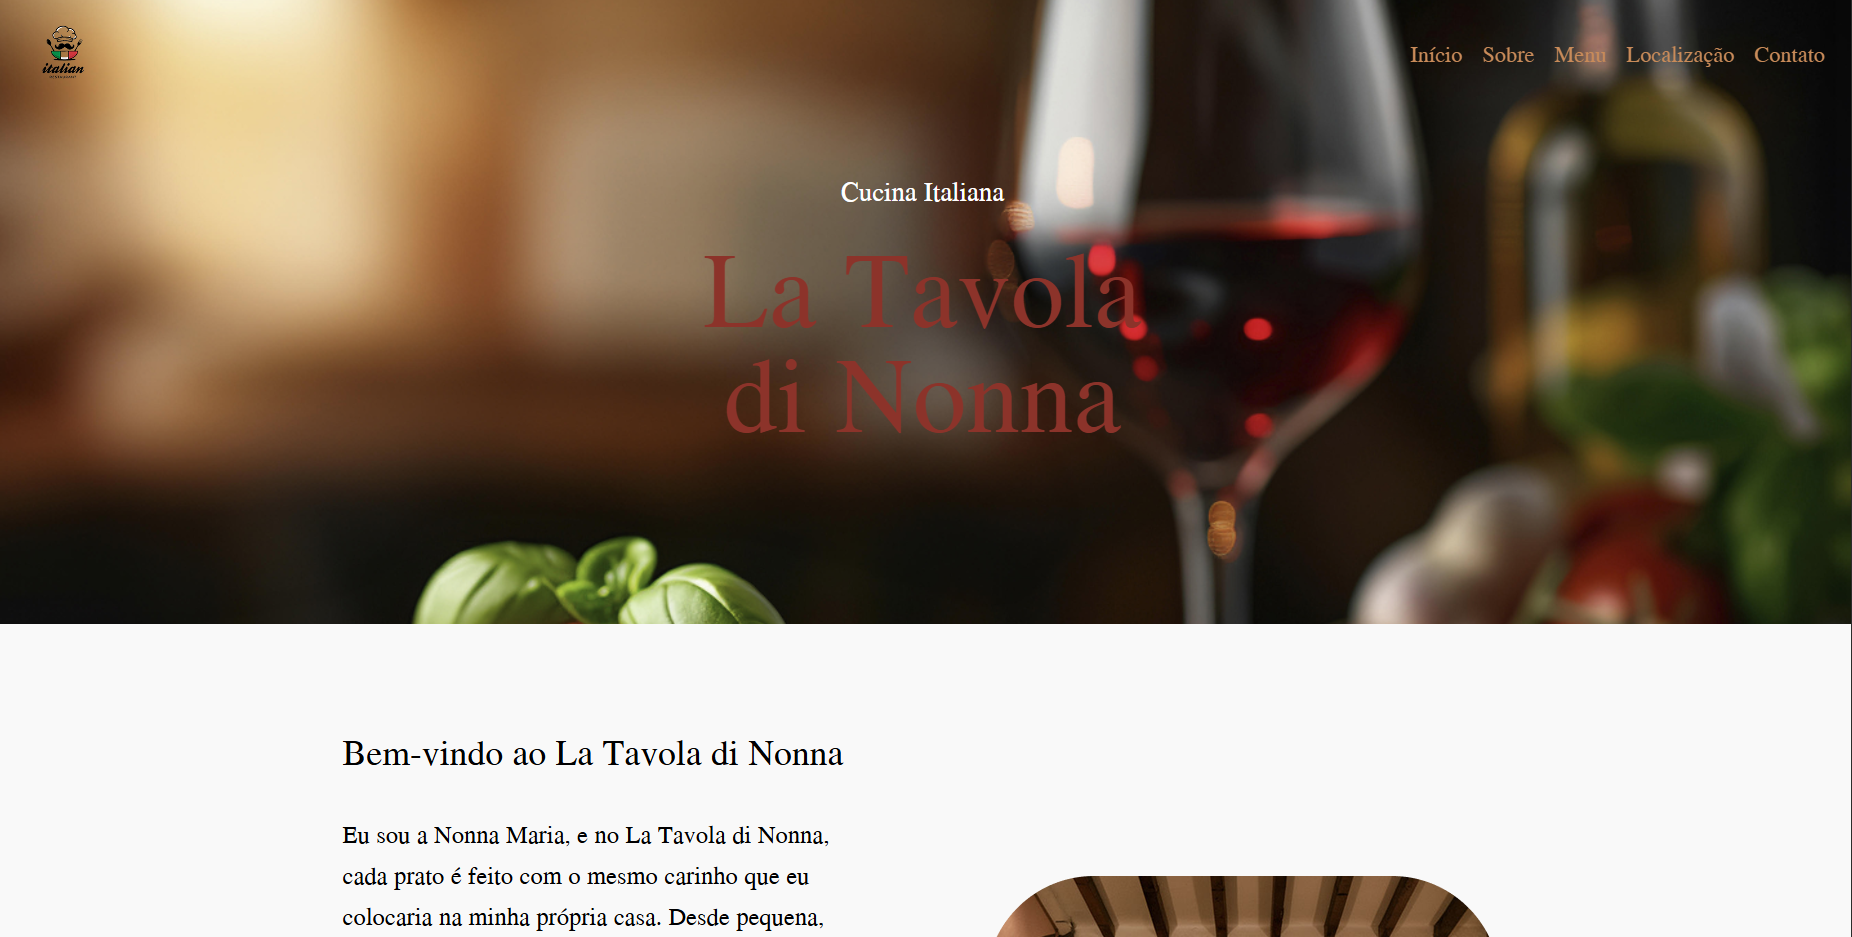 italian
Início Sobre Menu Localização Contato
Cucina Italiana
La Tavola
di Nonna
Bem-vindo ao La Tavola di Nonna
Eu sou a Nonna Maria, e no La Tavola di Nonna,
cada prato é feito com o mesmo carinho que eu
colocaria na minha própria casa. Desde pequena,